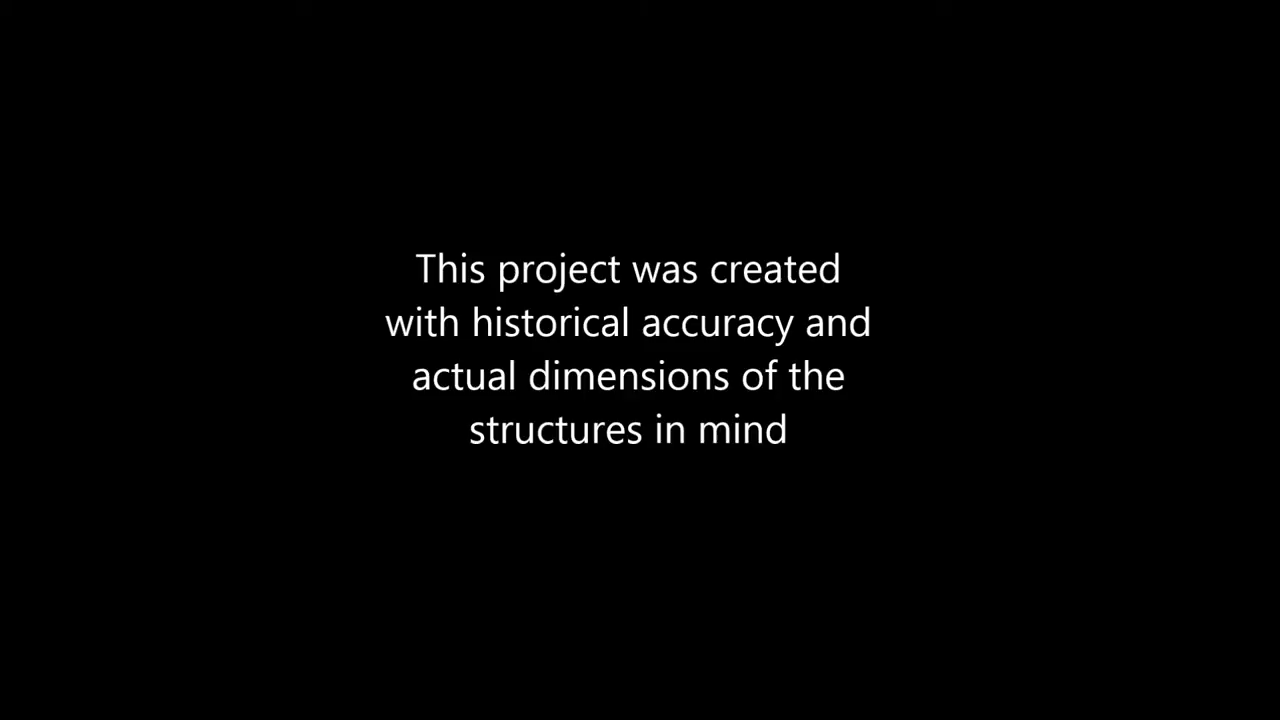 This project was created
with historical accuracy and
actual dimensions of the
structures in mind